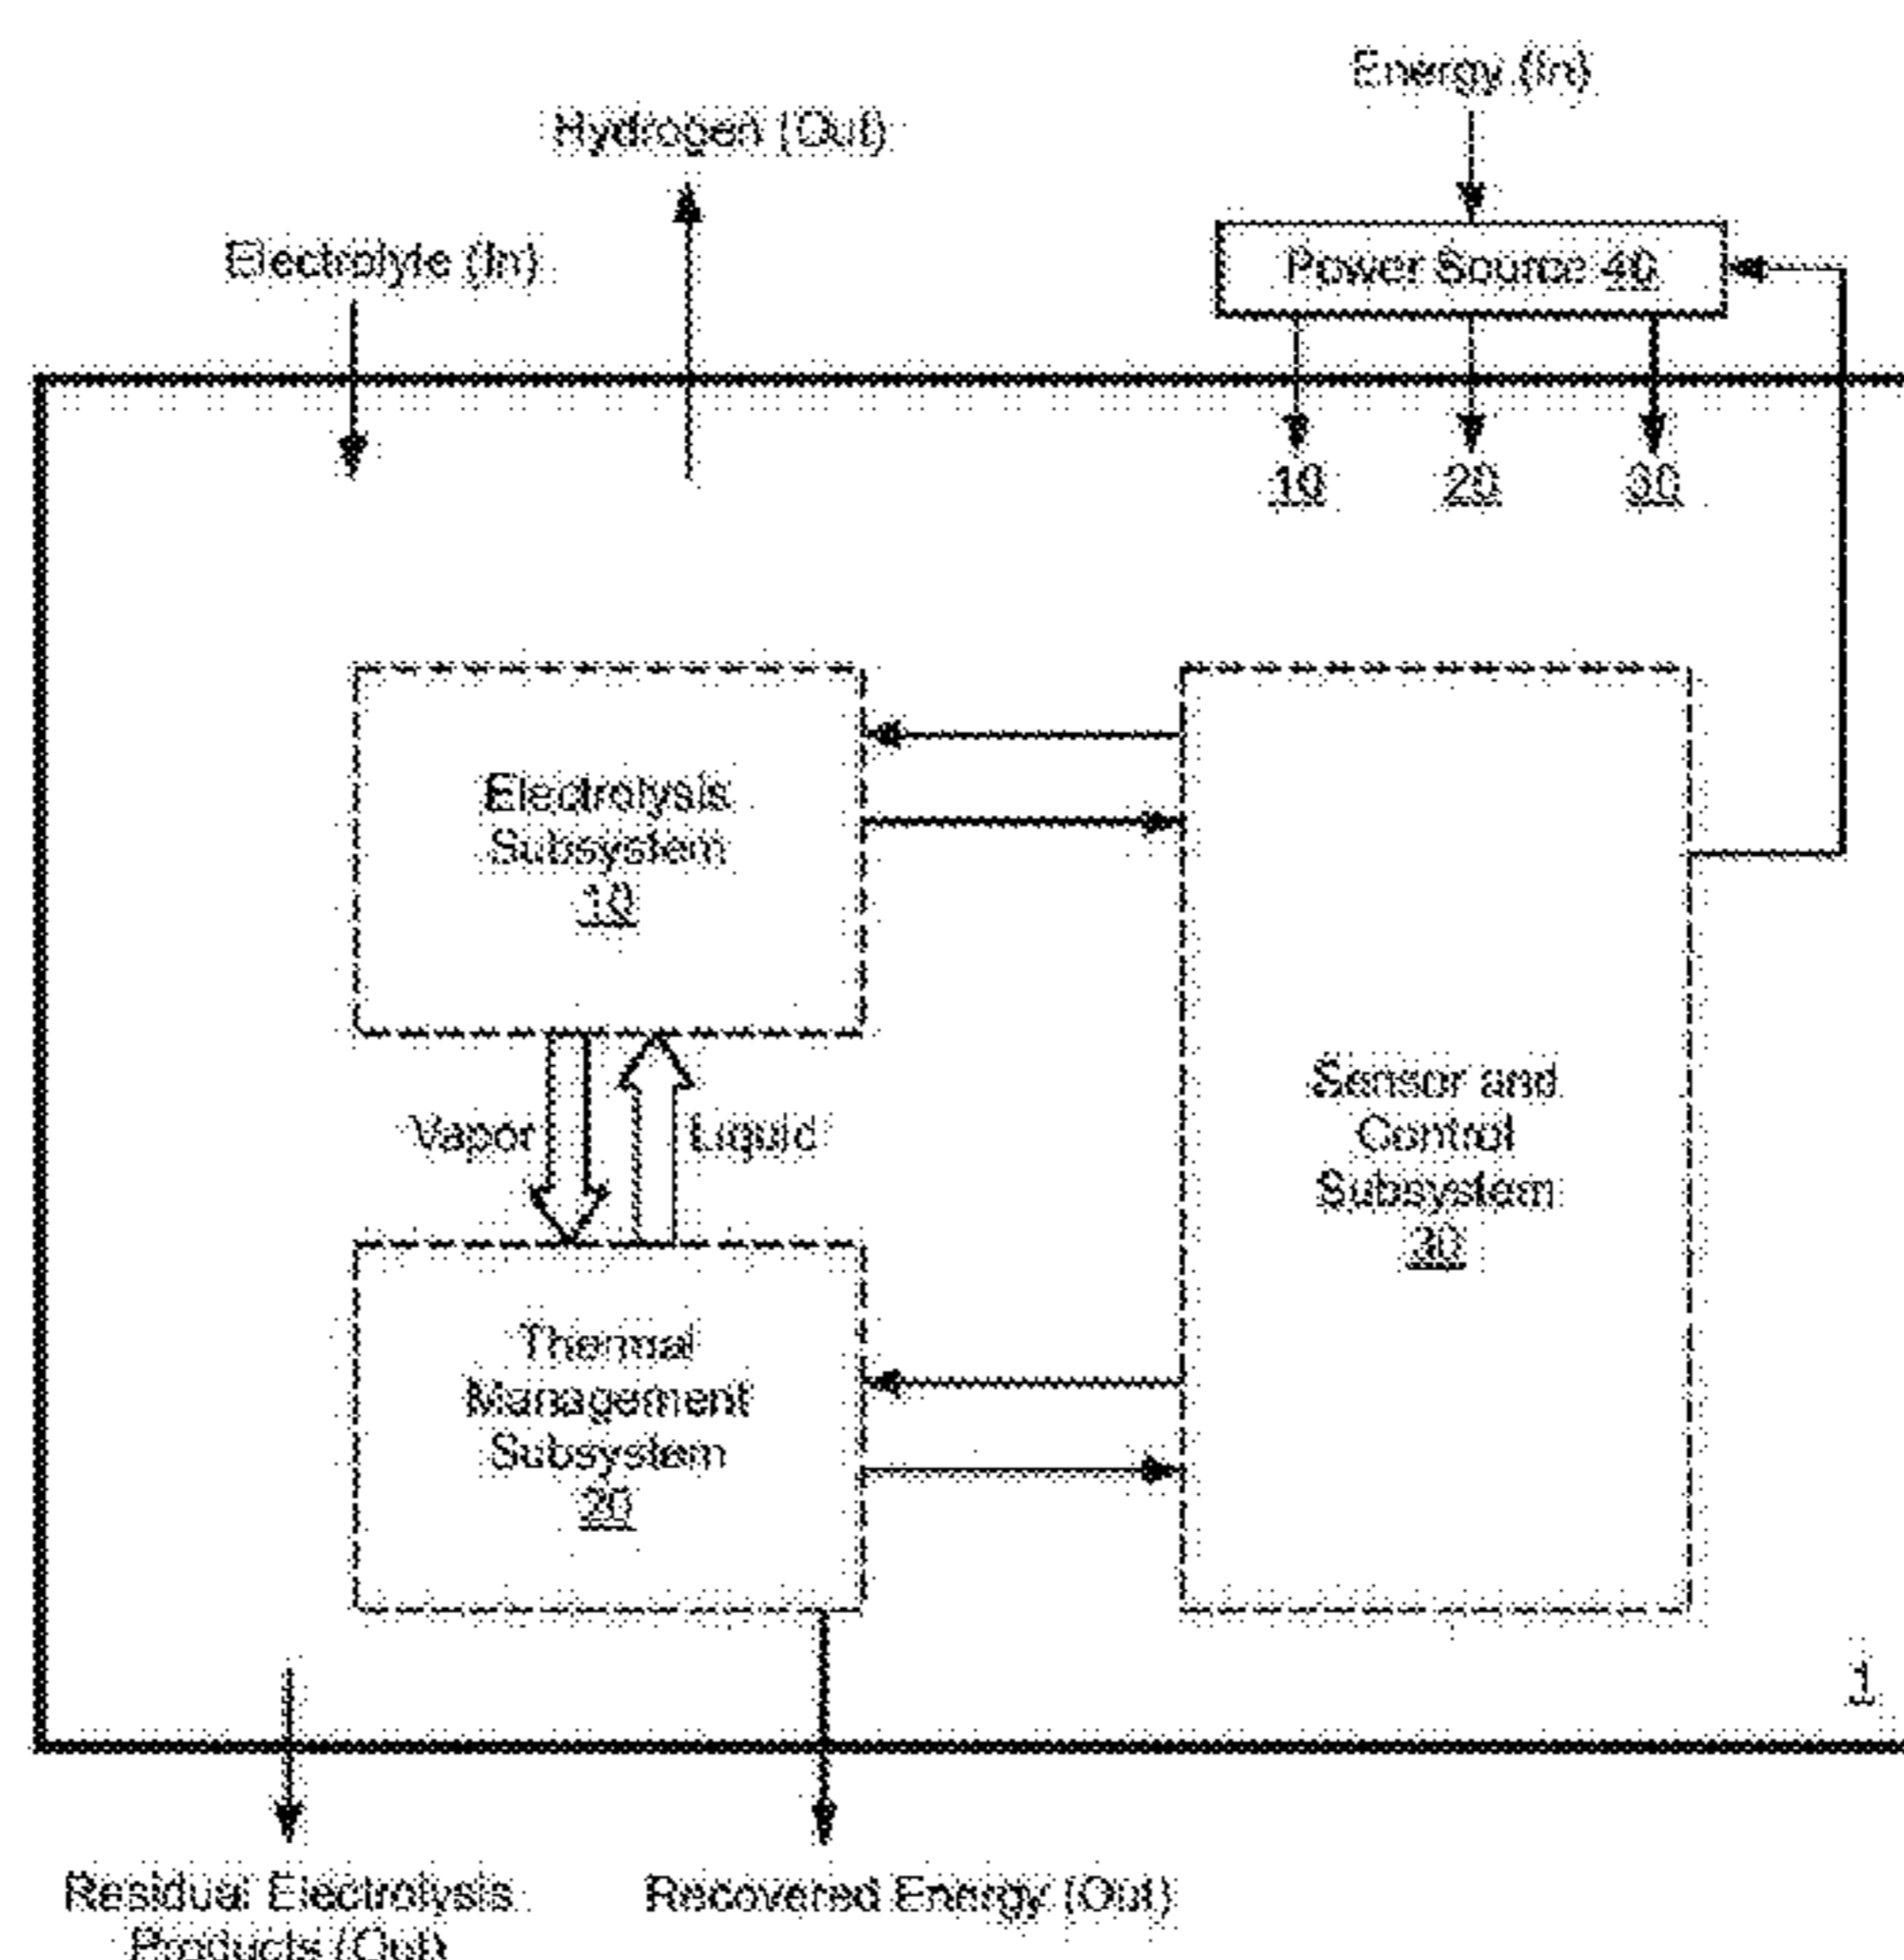 Energy (In)
Hydrogen (Out)
Electrolyte (In)
Power Source 40
10
20
30
Electrolysis
Subsystem
10
Vapor
Liquid
Sensor and
Control
Subsystem
30
Thermal
Management
Subsystem
20
1
Residual Electrolysis
Products (Out)
Recovered Energy (Out)